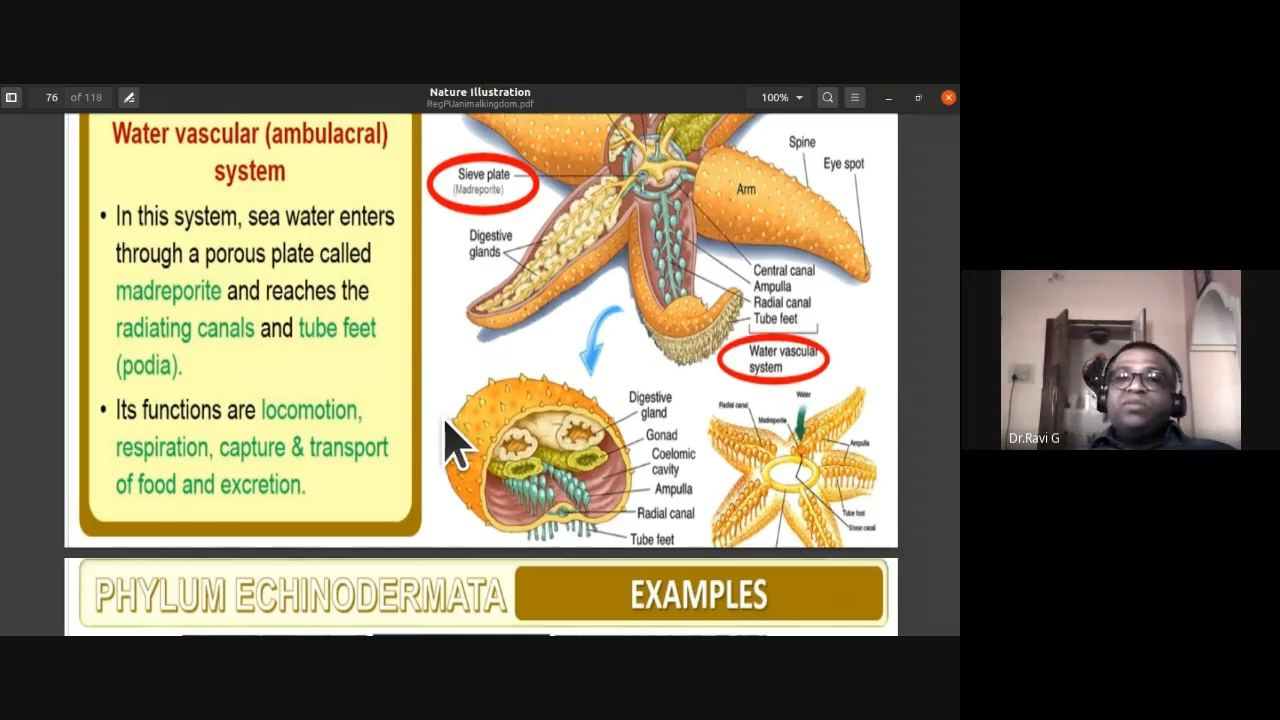 76 of 118
Nature Illustration
RegPUanimalkingdom.pdf
100%
Water vascular (ambulacral)
system
• In this system, sea water enters
through a porous plate called
madreporite and reaches the
radiating canals and tube feet
(podia).
• Its functions are locomotion,
respiration, capture & transport
of food and excretion.
Sieve plate
(Madreporite)
Digestive
glands
Spine
Eye spot
Arm
Central canal
Ampulla
Radial canal
Tube feet
Water vascular
system
Digestive
gland
Gonad
Coelomic
cavity
Ampulla
Radial canal
Tube feet
Water
Radial canal
Madreporite
Ampulla
Tube foot
Stone canal
PHYLUM ECHINODERMATA
EXAMPLES
Dr.Ravi G